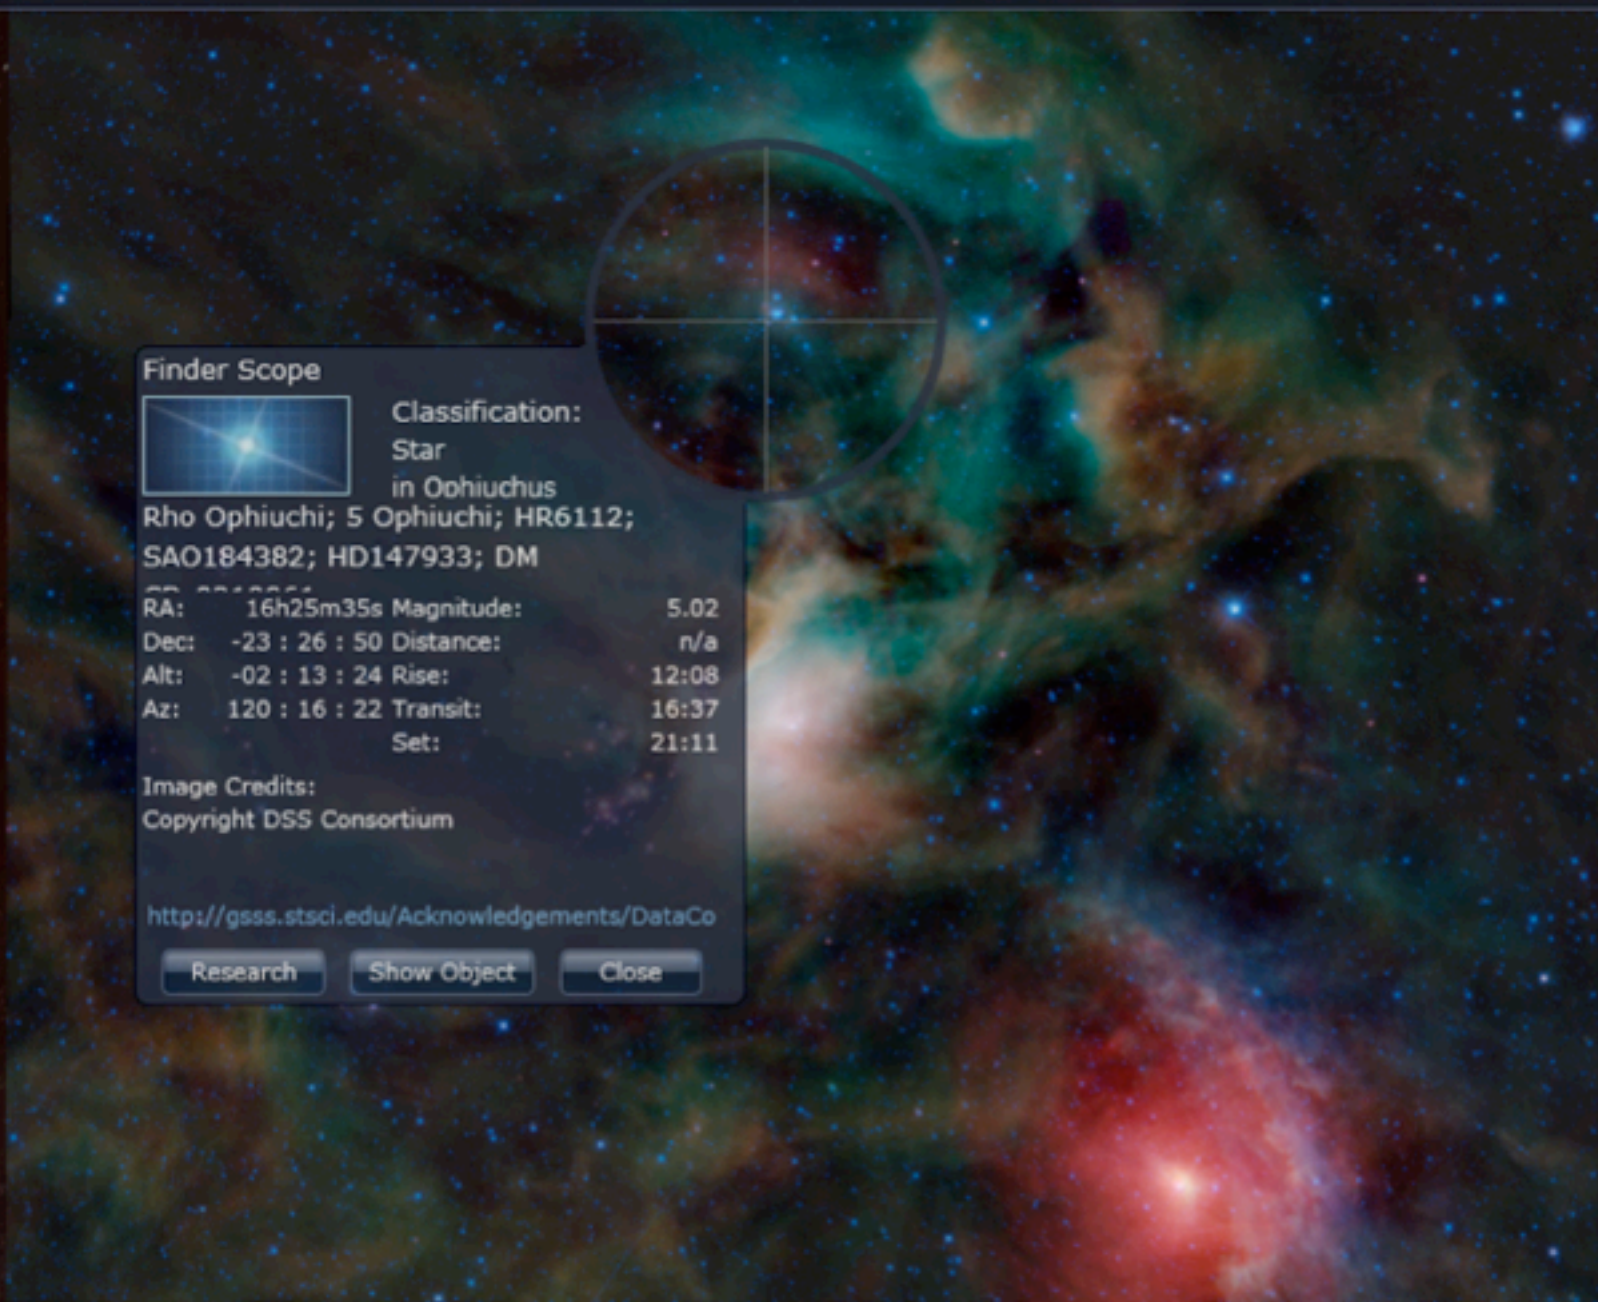 Finder Scope
Classification:
Star
in Ophiuchus
Rho Ophiuchi; 5 Ophiuchi; HR6112;
SAO184382; HD147933; DM
RA: 16h25m35s Magnitude: 5.02
Dec: -23 : 26 : 50 Distance: n/a
Alt: -02 : 13 : 24 Rise: 12:08
Az: 120 : 16 : 22 Transit: 16:37
Set: 21:11
Image Credits:
Copyright DSS Consortium
http://gsss.stsci.edu/Acknowledgements/DataCo
Research Show Object Close